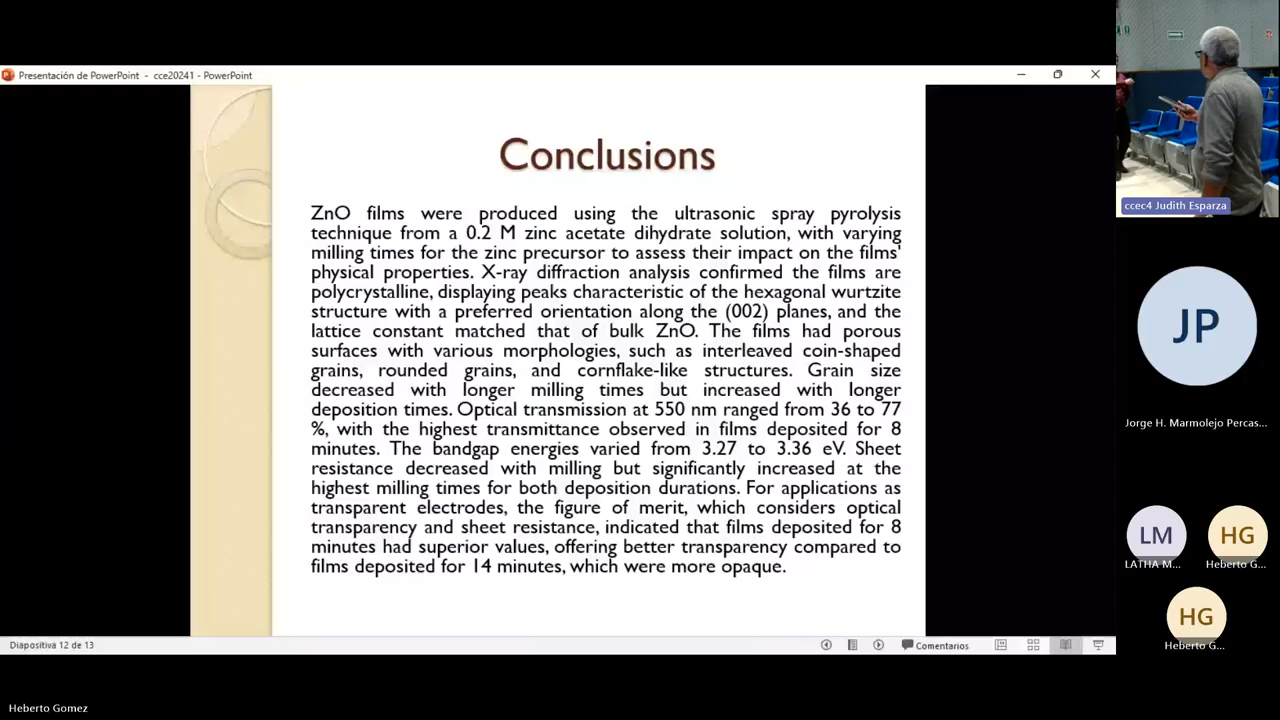 Presentación de PowerPoint - cce20241 - PowerPoint
Conclusions
ZnO films were produced using the ultrasonic spray pyrolysis
technique from a 0.2 M zinc acetate dihydrate solution, with varying
milling times for the zinc precursor to assess their impact on the films'
physical properties. X-ray diffraction analysis confirmed the films are
polycrystalline, displaying peaks characteristic of the hexagonal wurtzite
structure with a preferred orientation along the (002) planes, and the
lattice constant matched that of bulk ZnO. The films had porous
surfaces with various morphologies, such as interleaved coin-shaped
grains, rounded grains, and cornflake-like structures. Grain size
decreased with longer milling times but increased with longer
deposition times. Optical transmission at 550 nm ranged from 36 to 77
%, with the highest transmittance observed in films deposited for 8
minutes. The bandgap energies varied from 3.27 to 3.36 eV. Sheet
resistance decreased with milling but significantly increased at the
highest milling times for both deposition durations. For applications as
transparent electrodes, the figure of merit, which considers optical
transparency and sheet resistance, indicated that films deposited for 8
minutes had superior values, offering better transparency compared to
films deposited for 14 minutes, which were more opaque.
Diapositiva 12 de 13
Comentarios
Heberto Gomez
ccec4 Judith Esparza
JP
Jorge H. Marmolejo Percas...
LM
LATHA M...
HG
Heberto G...
HG
Heberto G...